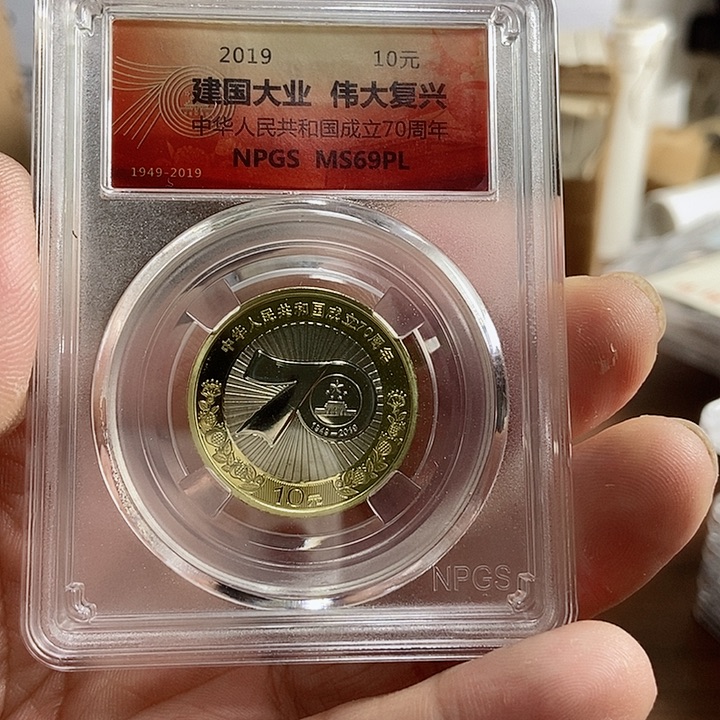 2019 10元
建国大业 伟大复兴
中华人民共和国成立70周年
NPGS MS69PL
1949-2019
中华人民共和国成立70周年
70
1949—2019
10元
NPGS